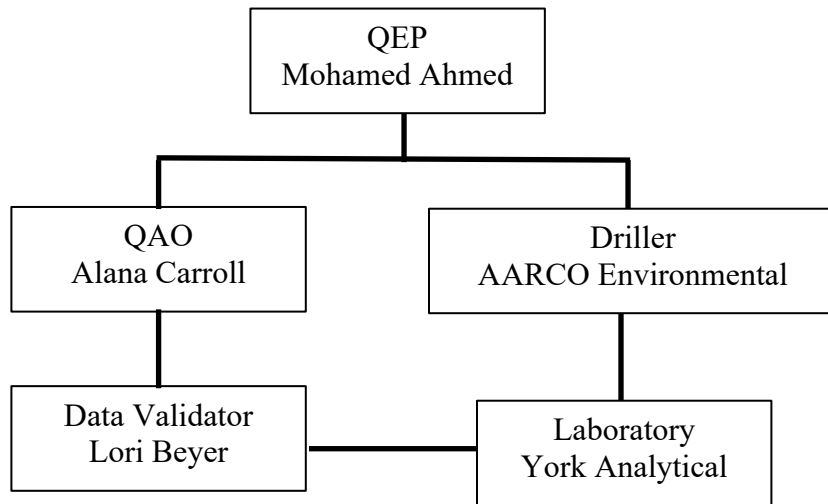 QEP
Mohamed Ahmed
QAO
Alana Carroll
Driller
AARCO Environmental
Data Validator
Lori Beyer
Laboratory
York Analytical